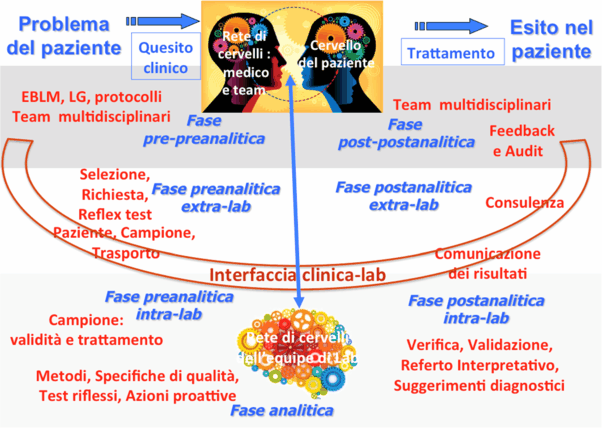 Problema
del paziente
Quesito
clinico
Rete di
cervelli :
medico
e team
Cervello
del paziente
Trattamento
Esito nel
paziente
EBLM, LG, protocolli
Team multidisciplinari
Fase
pre-preanalitica
Team multidisciplinari
Fase
post-postanalitica
Feedback
e Audit
Selezione,
Richiesta,
Reflex test
Paziente, Campione,
Trasporto
Fase preanalitica
extra-lab
Fase postanalitica
extra-lab
Consulenza
Interfaccia clinica-lab
Comunicazione
dei risultati
Fase preanalitica
intra-lab
Fase postanalitica
intra-lab
Campione:
validità e trattamento
Rete di cervelli
dell'equipe di Lab
Verifica, Validazione,
Referto Interpretativo,
Suggerimenti diagnostici
Metodi, Specifiche di qualità,
Test riflessi, Azioni proattive
Fase analitica